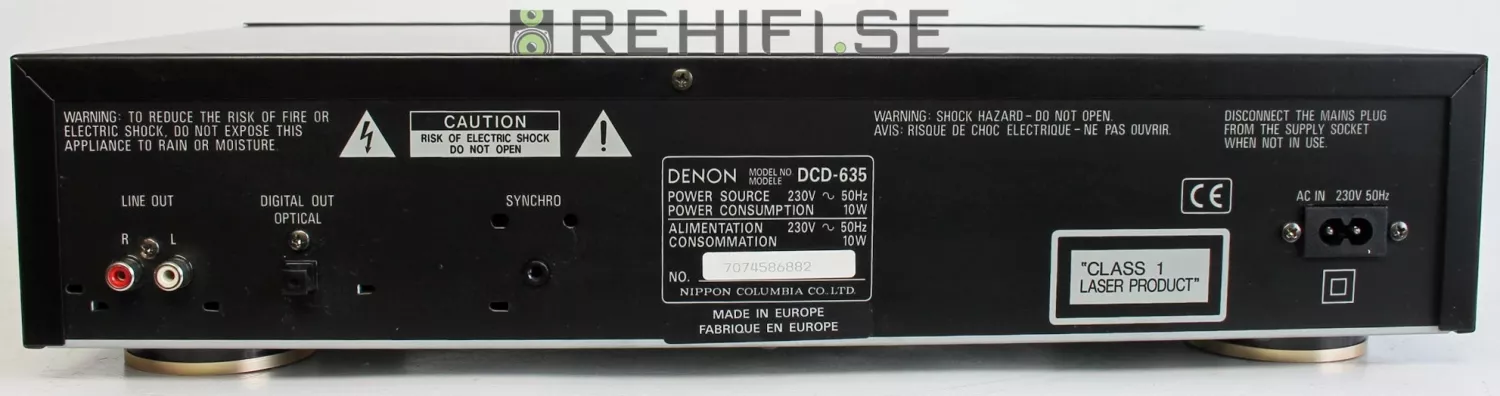 REHIFI.SE
WARNING: TO REDUCE THE RISK OF FIRE OR
ELECTRIC SHOCK, DO NOT EXPOSE THIS
APPLIANCE TO RAIN OR MOISTURE
CAUTION
RISK OF ELECTRIC SHOCK
DO NOT OPEN
WARNING: SHOCK HAZARD - DO NOT OPEN.
AVIS: RISQUE DE CHOC ELECTRIQUE - NE PAS OUVRIR.
DISCONNECT THE MAINS PLUG
FROM THE SUPPLY SOCKET
WHEN NOT IN USE.
LINE OUT
R L
DIGITAL OUT
OPTICAL
SYNCHRO
DENON MODEL NO. MODELE DCD-635
POWER SOURCE 230V ~ 50Hz
POWER CONSUMPTION 10W
ALIMENTATION 230V ~ 50Hz
CONSOMMATION 10W
NO. 7074586882
NIPPON COLUMBIA CO., LTD.
MADE IN EUROPE
FABRIQUE EN EUROPE
CE
"CLASS 1
LASER PRODUCT"
AC IN 230V 50Hz